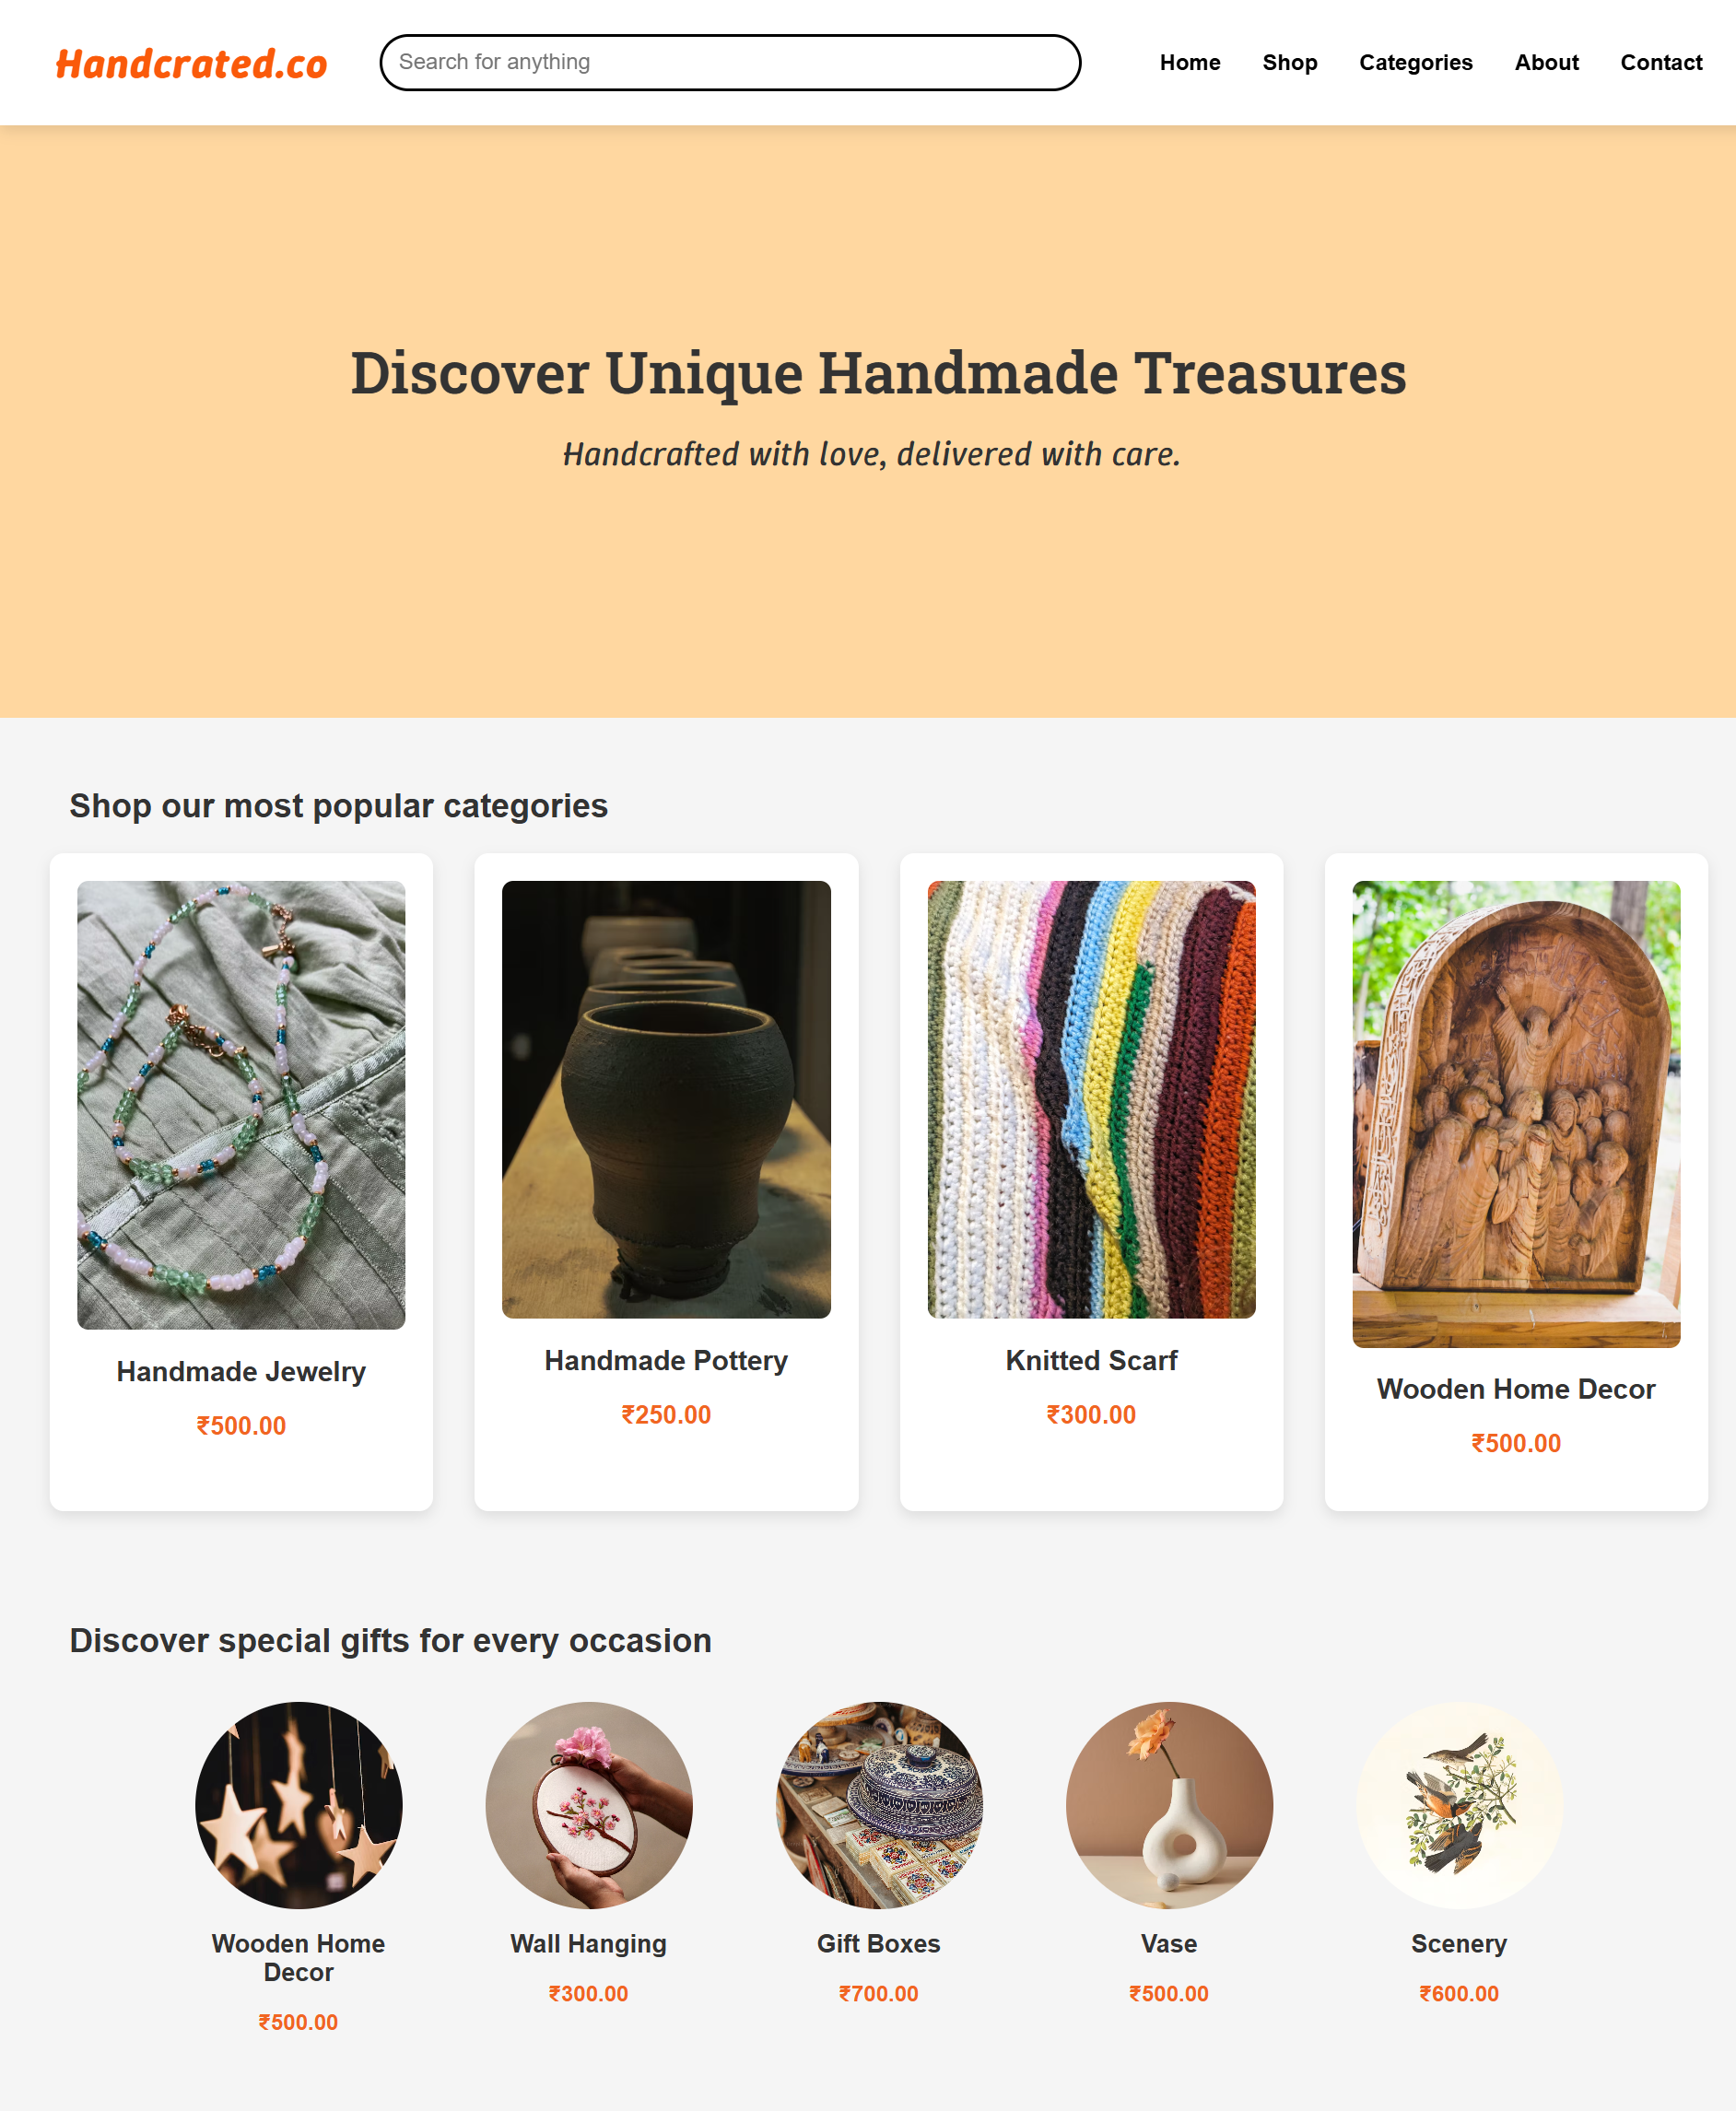 Handcrated.co
Search for anything
Home
Shop
Categories
About
Contact
Discover Unique Handmade Treasures
Handcrafted with love, delivered with care.
Shop our most popular categories
Handmade Jewelry
₹500.00
Handmade Pottery
₹250.00
Knitted Scarf
₹300.00
Wooden Home Decor
₹500.00
Discover special gifts for every occasion
Wooden Home
Decor
₹500.00
Wall Hanging
₹300.00
Gift Boxes
₹700.00
Vase
₹500.00
Scenery
₹600.00